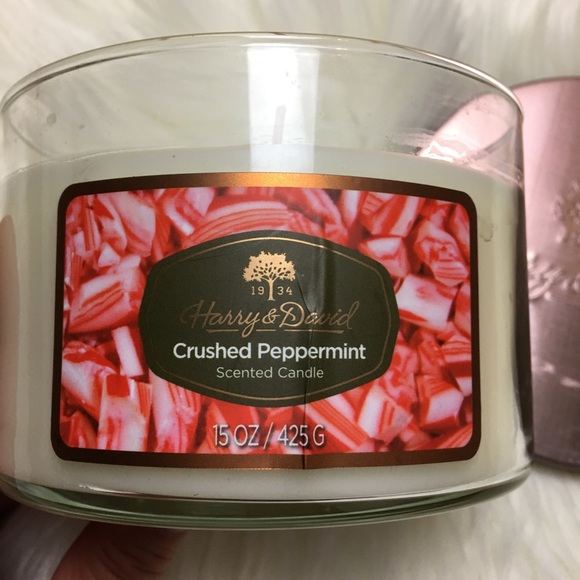 19 34
Harry & David
Crushed Peppermint
Scented Candle
15 OZ / 425 G